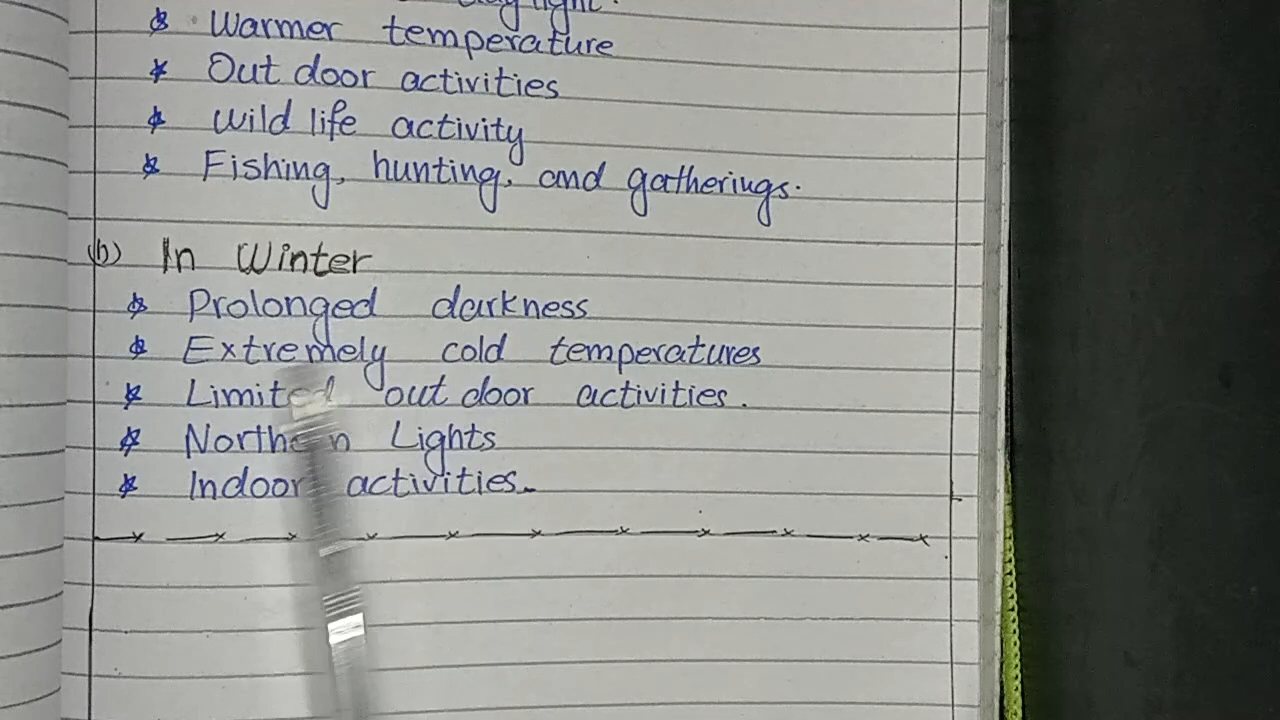 * Warmer temperature
* Out door activities
* Wild life activity
* Fishing, hunting, and gatherings.
(b) In Winter
* Prolonged darkness
* Extremely cold temperatures
* Limited out door activities.
* Northern Lights
* Indoor activities.